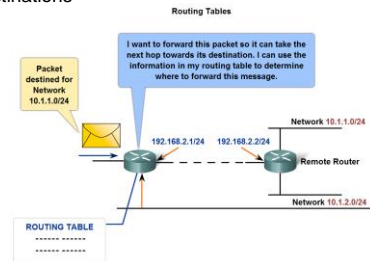 stinations
Routing Tables
I want to forward this packet so it can take the
next hop towards its destination. I can use the
information in my routing table to determine
where to forward this message.
Packet
destined for
Network
10.1.1.0/24
Network 10.1.1.0/24
192.168.2.1/24
192.168.2.2/24
Remote Router
Network 10.1.2.0/24
ROUTING TABLE
------ ------
------ ------